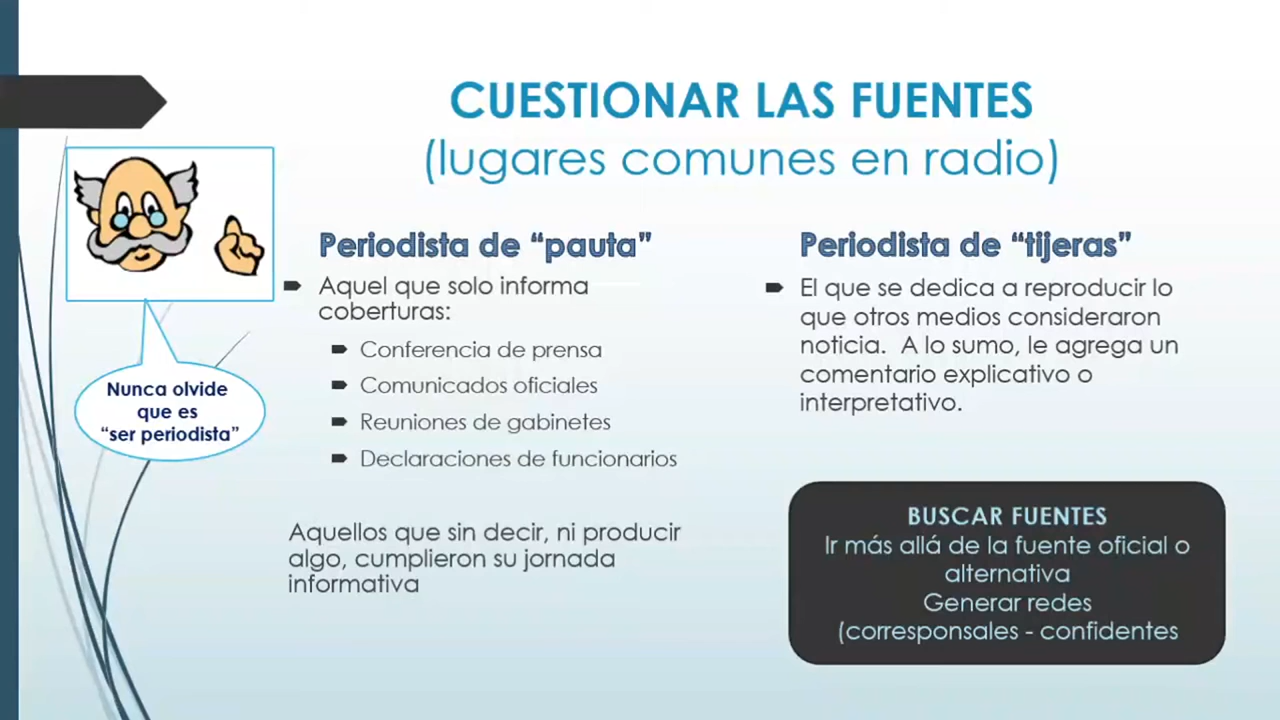 CUESTIONAR LAS FUENTES
(lugares comunes en radio)
Nunca olvide
que es
“ser periodista”
Periodista de “pauta”
Aquel que solo informa
coberturas:
Conferencia de prensa
Comunicados oficiales
Reuniones de gabinetes
Declaraciones de funcionarios
Aquellos que sin decir, ni producir
algo, cumplieron su jornada
informativa
Periodista de “tijeras”
El que se dedica a reproducir lo
que otros medios consideraron
noticia. A lo sumo, le agrega un
comentario explicativo o
interpretativo.
BUSCAR FUENTES
Ir más allá de la fuente oficial o
alternativa
Generar redes
(corresponsales - confidentes